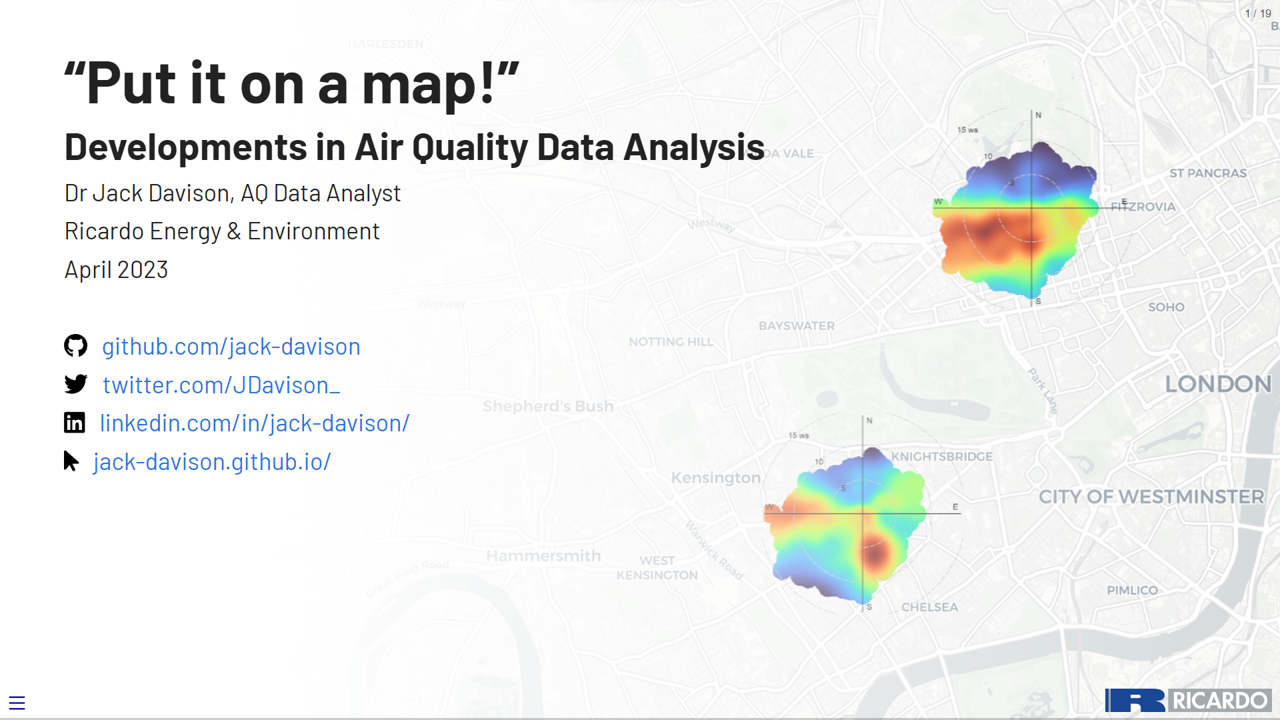 1 / 19
HARLESDEN
“Put it on a map!”
Developments in Air Quality Data Analysis
Dr Jack Davison, AQ Data Analyst
Ricardo Energy & Environment
April 2023
github.com/jack-davison
twitter.com/JDavison_
linkedin.com/in/jack-davison/
jack-davison.github.io/
N
15 ws
10
5
W
E
S
DA VALE
ST PANCRAS
FITZROVIA
Westway
Westway
SOHO
BAYSWATER
NOTTING HILL
Park Lane
LONDON
Shepherd's Bush
N
15 ws
10
5
W
E
S
KNIGHTSBRIDGE
Kensington
CITY OF WESTMINSTER
Warwick Road
Hammersmith
WEST
KENSINGTON
Great West Road
PIMLICO
CHELSEA
RICARDO